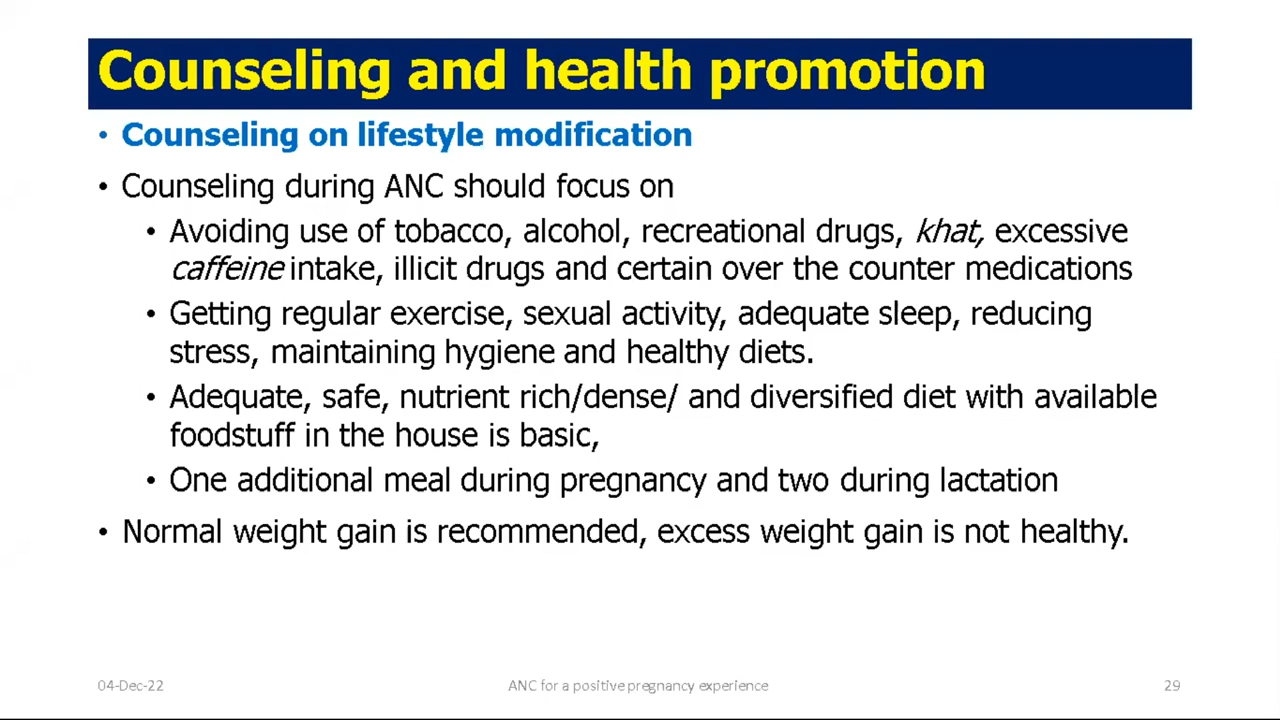 Counseling and health promotion
• Counseling on lifestyle modification
• Counseling during ANC should focus on
• Avoiding use of tobacco, alcohol, recreational drugs, khat, excessive
caffeine intake, illicit drugs and certain over the counter medications
• Getting regular exercise, sexual activity, adequate sleep, reducing
stress, maintaining hygiene and healthy diets.
• Adequate, safe, nutrient rich/dense/ and diversified diet with available
foodstuff in the house is basic,
• One additional meal during pregnancy and two during lactation
• Normal weight gain is recommended, excess weight gain is not healthy.
04-Dec-22 ANC for a positive pregnancy experience 29